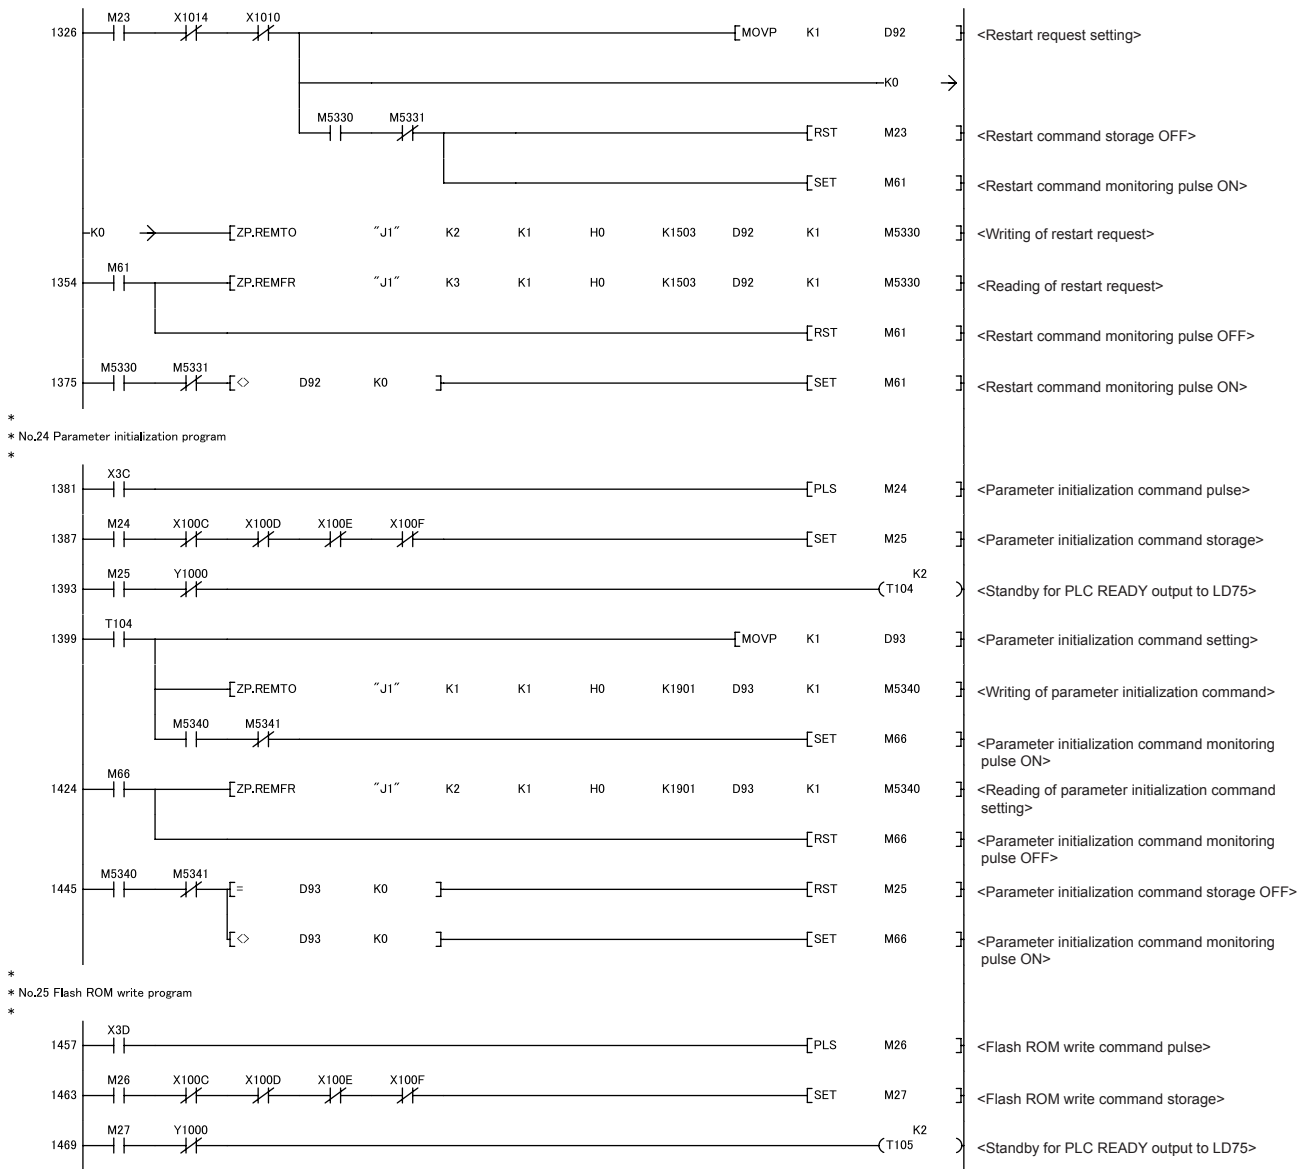 M23 X1014 X1010
1326 MOVP K1 D92 <Restart request setting>
K0
M5330 M5331
RST M23 <Restart command storage OFF>
SET M61 <Restart command monitoring pulse ON>
K0 ZP.REMTO "J1" K2 K1 H0 K1503 D92 K1 M5330 <Writing of restart request>
M61
1354 ZP.REMFR "J1" K3 K1 H0 K1503 D92 K1 M5330 <Reading of restart request>
RST M61 <Restart command monitoring pulse OFF>
M5330 M5331
1375 <> D92 K0 SET M61 <Restart command monitoring pulse ON>
*
* No.24 Parameter initialization program
*
X3C
1381 PLS M24 <Parameter initialization command pulse>
M24 X100C X100D X100E X100F
1387 SET M25 <Parameter initialization command storage>
M25 Y1000 K2
1393 T104 <Standby for PLC READY output to LD75>
T104
1399 MOVP K1 D93 <Parameter initialization command setting>
ZP.REMTO "J1" K1 K1 H0 K1901 D93 K1 M5340 <Writing of parameter initialization command>
M5340 M5341
SET M66 <Parameter initialization command monitoring
pulse ON>
M66
1424 ZP.REMFR "J1" K2 K1 H0 K1901 D93 K1 M5340 <Reading of parameter initialization command
setting>
RST M66 <Parameter initialization command monitoring
pulse OFF>
M5340 M5341
1445 = D93 K0 RST M25 <Parameter initialization command storage OFF>
<> D93 K0 SET M66 <Parameter initialization command monitoring
pulse ON>
*
* No.25 Flash ROM write program
*
X3D
1457 PLS M26 <Flash ROM write command pulse>
M26 X100C X100D X100E X100F
1463 SET M27 <Flash ROM write command storage>
M27 Y1000 K2
1469 T105 <Standby for PLC READY output to LD75>